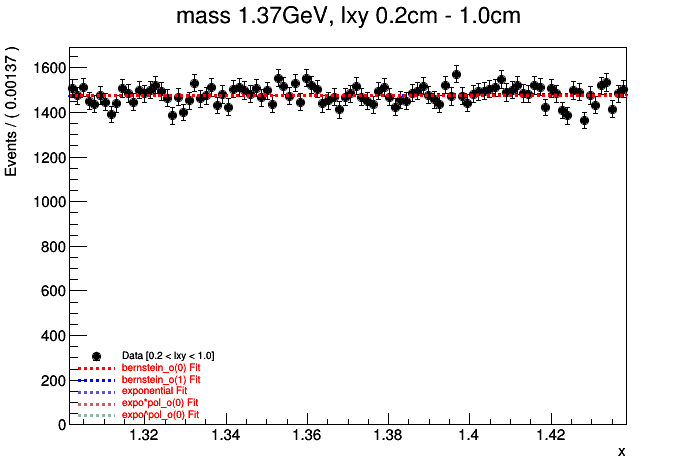 mass 1.37GeV, lxy 0.2cm - 1.0cm
Events / ( 0.00137 )
1600
1400
1200
1000
800
600
400
200
0
Data [0.2 < lxy < 1.0]
bernstein_o(0) Fit
bernstein_o(1) Fit
exponential Fit
expo*pol_o(0) Fit
expo^pol_o(0) Fit
1.32
1.34
1.36
1.38
1.4
1.42
x